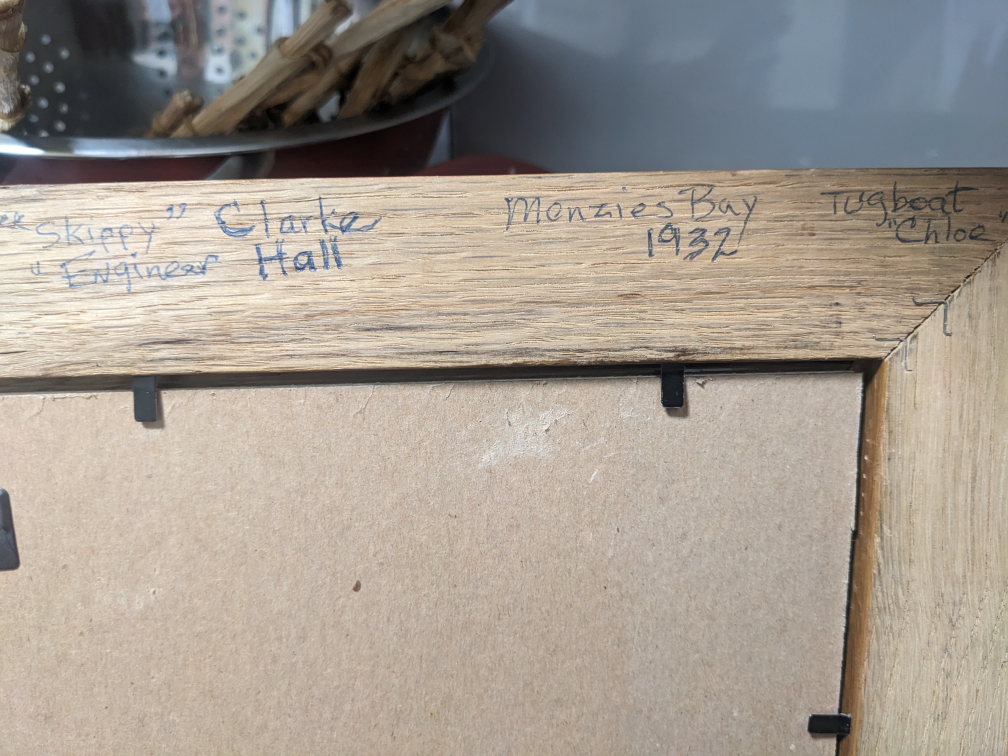 "Skippy" Clarke
"Engineer Hall
Menzies Bay
1932
Tugboat
"Chloe"